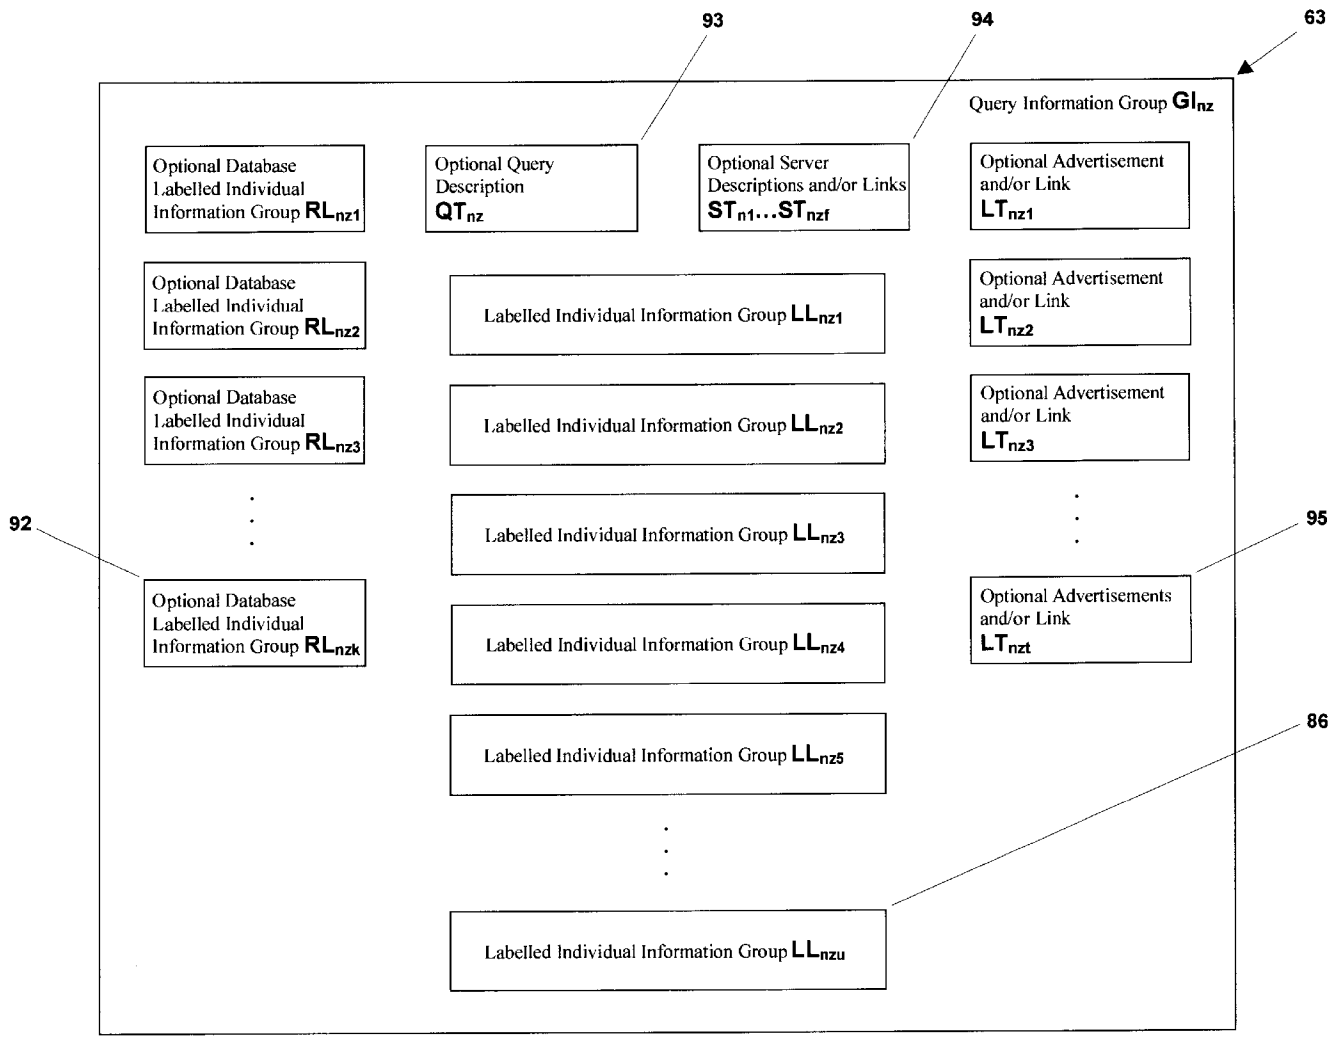 93
94
63
Query Information Group GInz
Optional Database
Labelled Individual
Information Group RLnz1
Optional Query
Description
QTnz
Optional Server
Descriptions and/or Links
STn1...STnzf
Optional Advertisement
and/or Link
LTnz1
Optional Database
Labelled Individual
Information Group RLnz2
Labelled Individual Information Group LLnz1
Optional Advertisement
and/or Link
LTnz2
Optional Database
Labelled Individual
Information Group RLnz3
Labelled Individual Information Group LLnz2
Optional Advertisement
and/or Link
LTnz3
92
Labelled Individual Information Group LLnz3
95
Optional Database
Labelled Individual
Information Group RLnzk
Labelled Individual Information Group LLnz4
Optional Advertisements
and/or Link
LTnzt
86
Labelled Individual Information Group LLnz5
Labelled Individual Information Group LLnzu